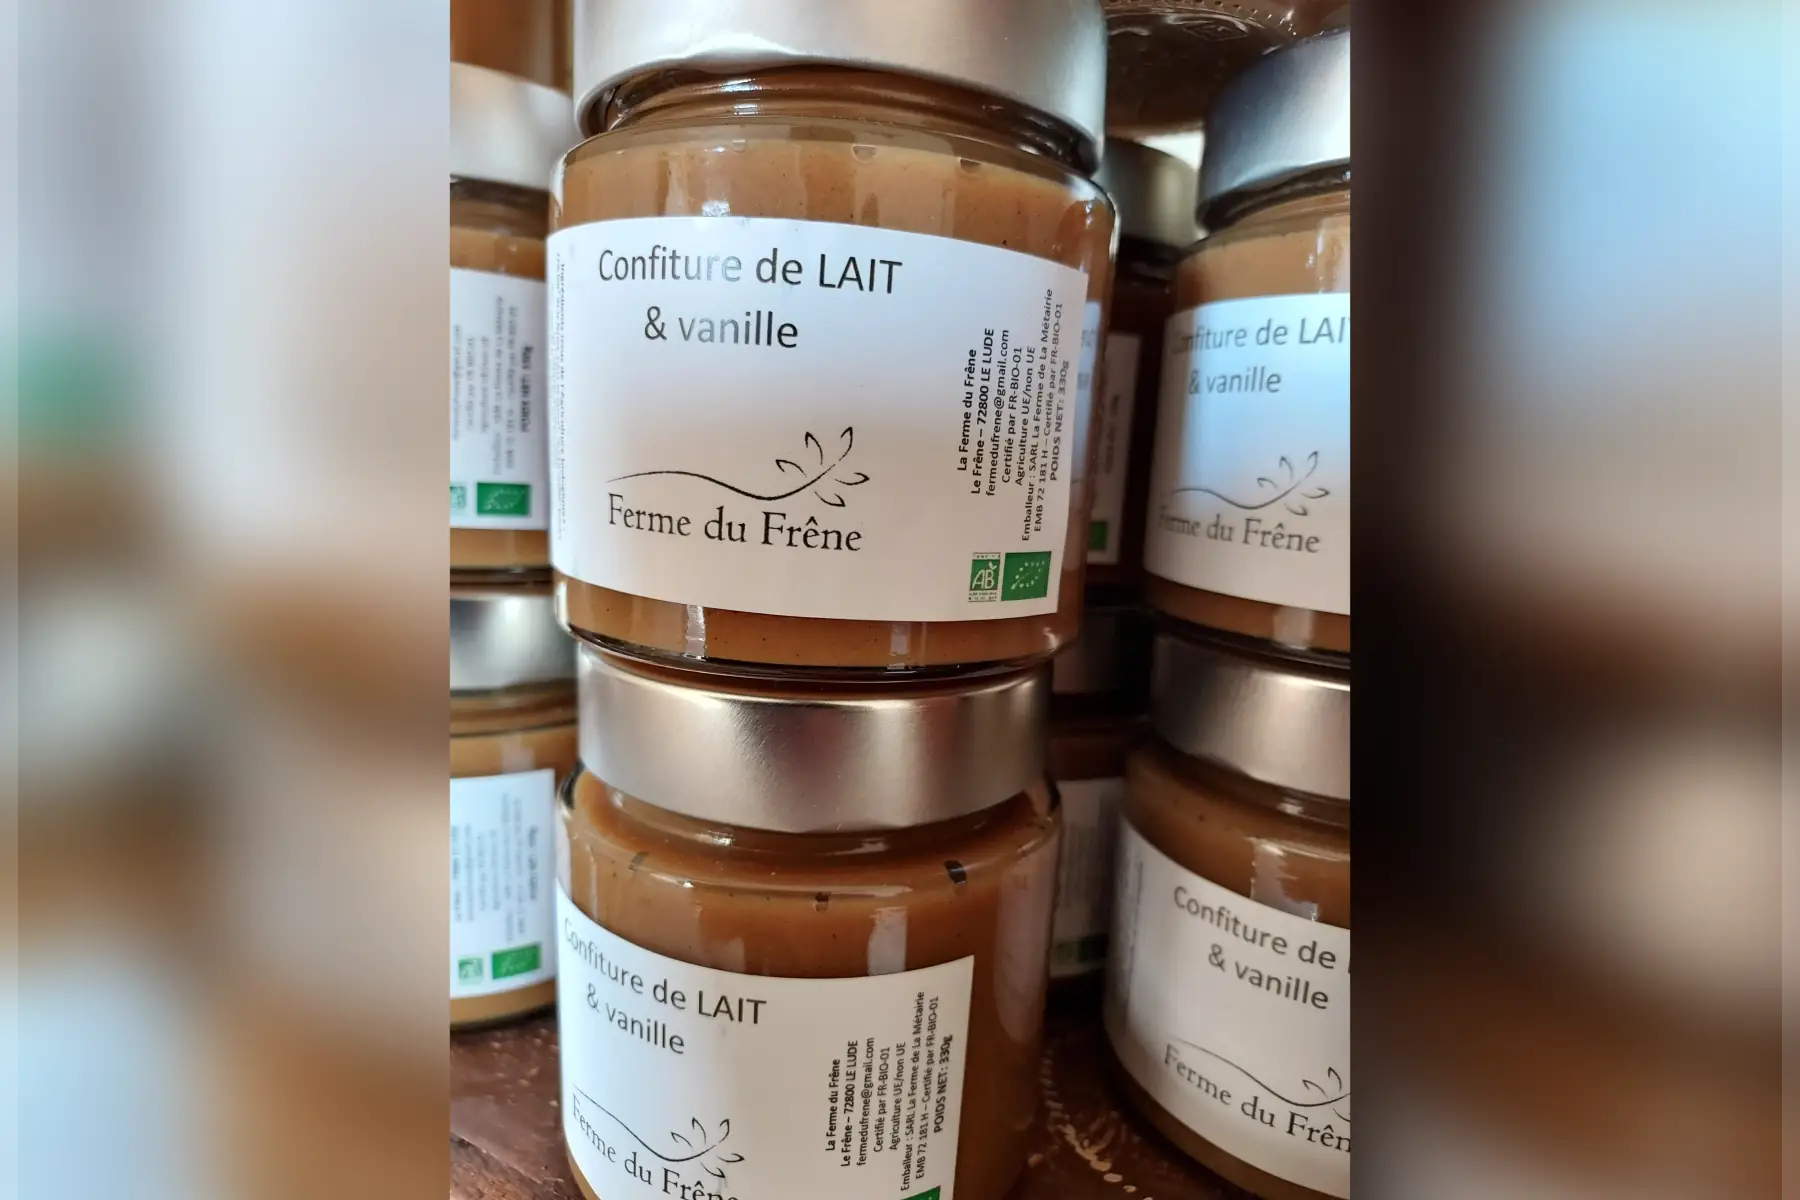 Confiture de LAIT
& vanille
Ferme du Frêne
La Ferme du Frêne
Le Frêne – 72800 LE LUDE
fermedufrene@gmail.com
Certifié par FR-BIO-01
Agriculture UE/non UE
Emballeur : SARL La Ferme de La Métairie
EMB 72 181 H – Certifié par FR-BIO-01
POIDS NET: 330g
AB
Confiture de LAI
& vanille
Ferme du Frêne
Confiture de LAIT
& vanille
Ferme du Frêne
La Ferme du Frêne
Le Frêne – 72800 LE LUDE
fermedufrene@gmail.com
Certifié par FR-BIO-01
Agriculture UE/non UE
Emballeur : SARL La Ferme de La Métairie
EMB 72 181 H – Certifié par FR-BIO-01
POIDS NET: 330g
Confiture de
& vanille
Ferme du Frên